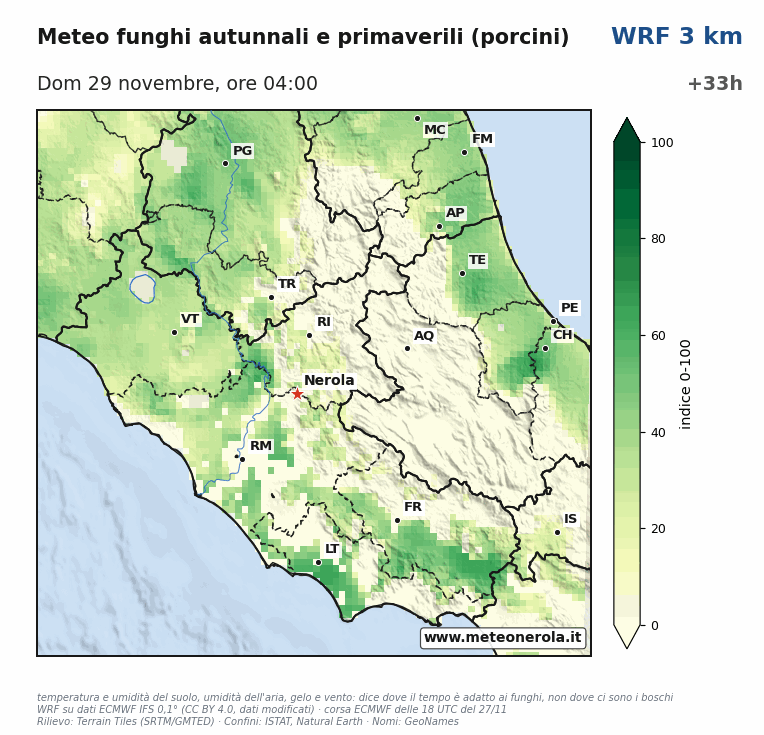 Meteo funghi autunnali e primaverili (porcini)
WRF 3 km
Dom 29 novembre, ore 04:00
+33h
MC
FM
PG
AP
TE
TR
PE
VT
RI
AQ
CH
Nerola
RM
FR
IS
LT
www.meteonerola.it
100
80
60
40
20
0
indice 0-100
temperatura e umidità del suolo, umidità dell'aria, gelo e vento: dice dove il tempo è adatto ai funghi, non dove ci sono i boschi
WRF su dati ECMWF IFS 0,1° (CC BY 4.0, dati modificati) · corsa ECMWF delle 18 UTC del 27/11
Rilievo: Terrain Tiles (SRTM/GMTED) · Confini: ISTAT, Natural Earth · Nomi: GeoNames